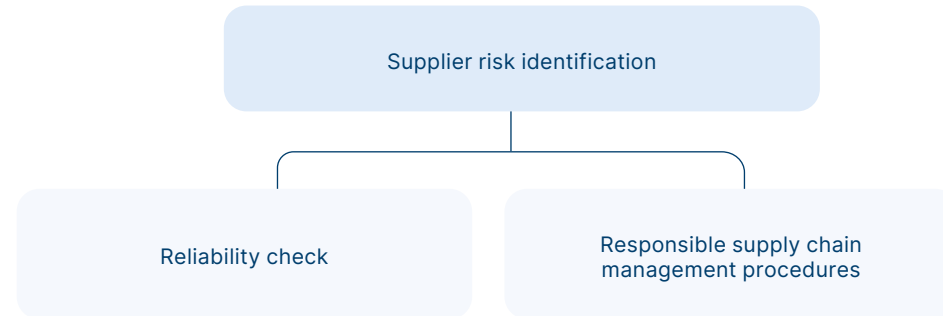 Supplier risk identification
Reliability check
Responsible supply chain
management procedures